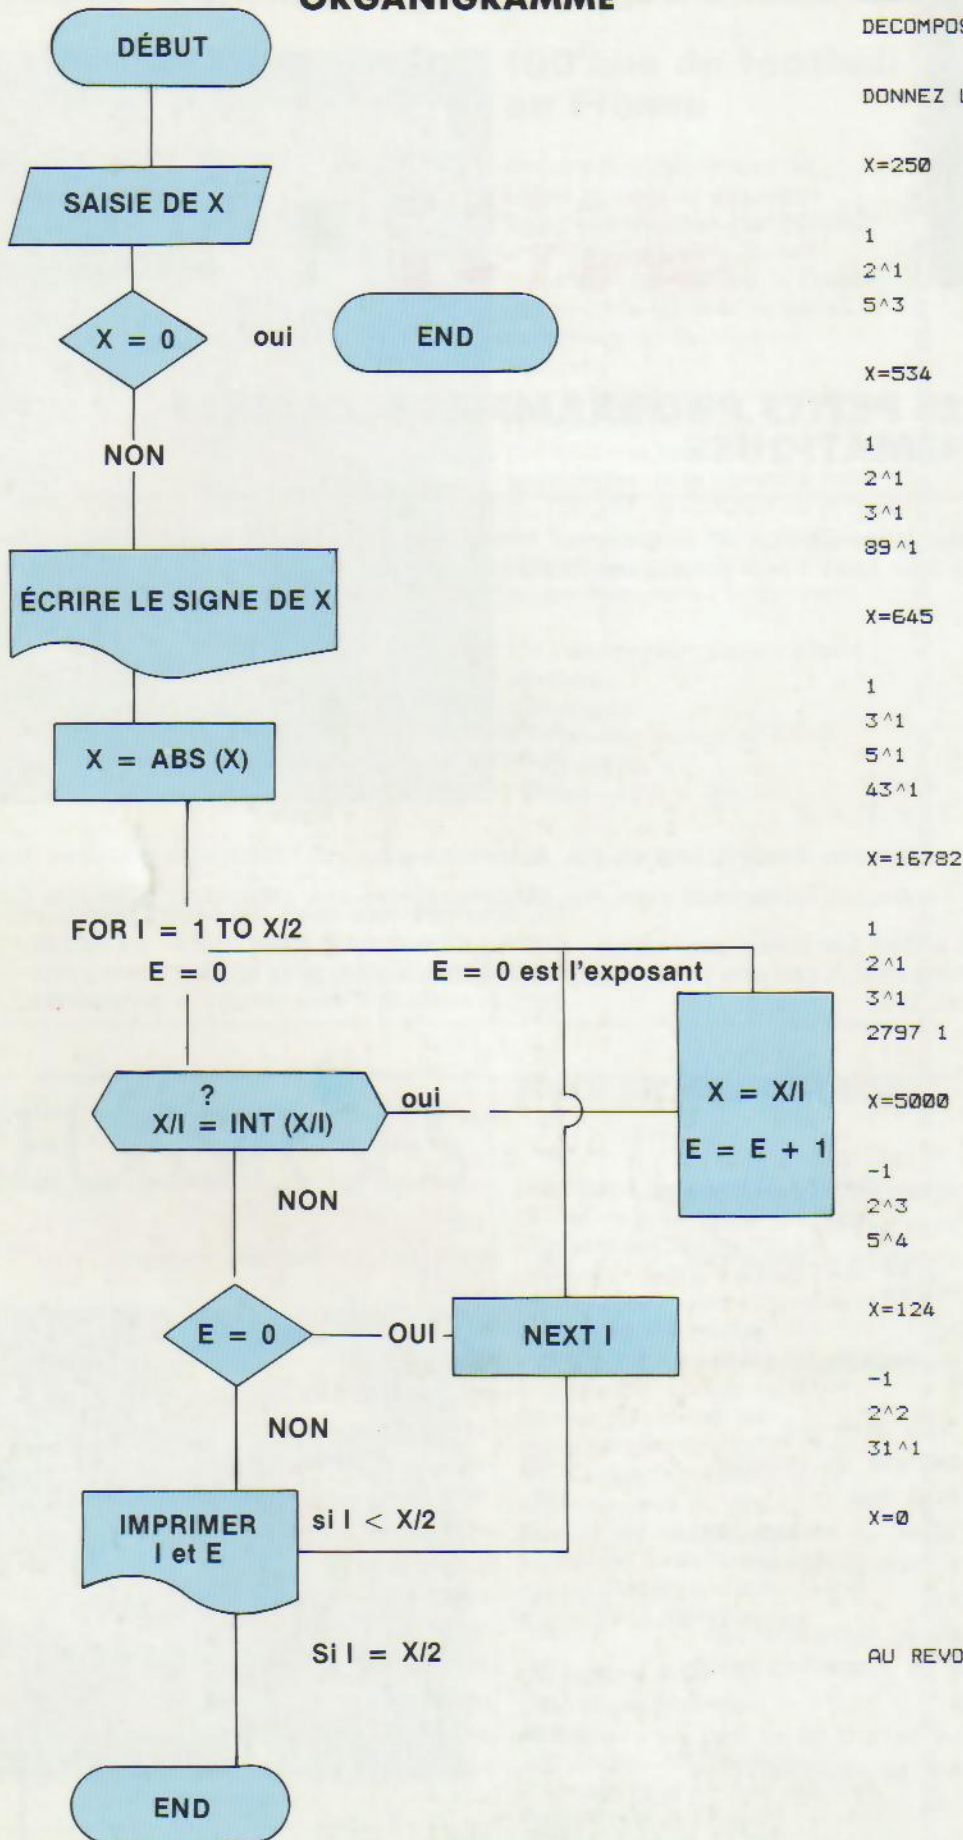 ORGANIGRAMME
DÉBUT
SAISIE DE X
X = 0
oui
END
NON
ÉCRIRE LE SIGNE DE X
X = ABS (X)
FOR I = 1 TO X/2
E = 0
E = 0 est l'exposant
?
X/I = INT (X/I)
oui
X = X/I
E = E + 1
NON
E = 0
OUI
NEXT I
NON
IMPRIMER
I et E
si I < X/2
Si I = X/2
END
DECOMPOS
DONNEZ L
X=250
1
2^1
5^3
X=534
1
2^1
3^1
89^1
X=645
1
3^1
5^1
43^1
X=16782
1
2^1
3^1
2797 1
X=5000
-1
2^3
5^4
X=124
-1
2^2
31^1
X=0
AU REVO